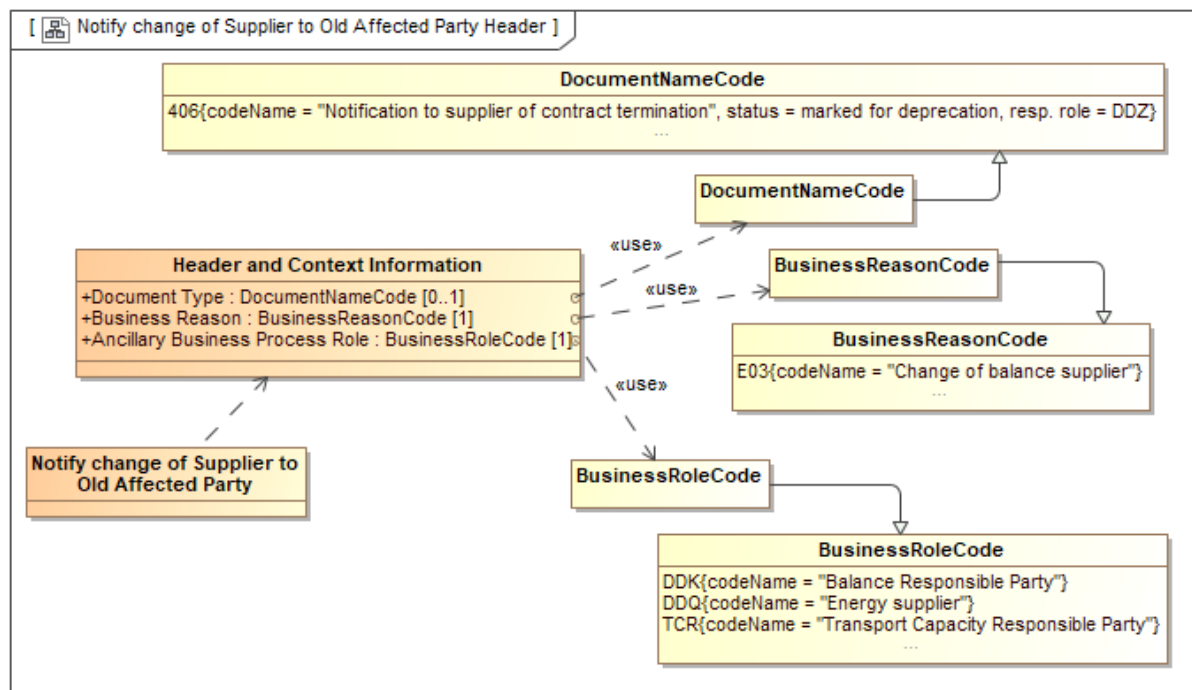 [ Notify change of Supplier to Old Affected Party Header ]
DocumentNameCode
406{codeName = "Notification to supplier of contract termination", status = marked for deprecation, resp. role = DDZ}
...
DocumentNameCode
«use»
Header and Context Information
+Document Type : DocumentNameCode [0..1]
+Business Reason : BusinessReasonCode [1]
+Ancillary Business Process Role : BusinessRoleCode [1]
«use»
BusinessReasonCode
BusinessReasonCode
E03{codeName = "Change of balance supplier"}
...
«use»
Notify change of Supplier to
Old Affected Party
BusinessRoleCode
BusinessRoleCode
DDK{codeName = "Balance Responsible Party"}
DDQ{codeName = "Energy supplier"}
TCR{codeName = "Transport Capacity Responsible Party"}
...